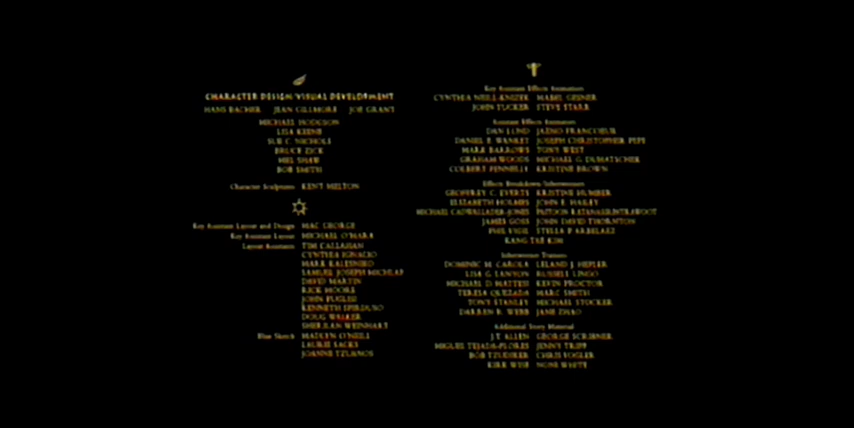 CHARACTER DESIGN/VISUAL DEVELOPMENT
HANS BACHER JEAN GILLMORE JOE GRANT
MICHAEL HODGSON
LISA KEENE
SUE C. NICHOLS
BRUCE ZICK
MEL SHAW
BOB SMITH
Character Sculptures KENT MELTON
Key Assistant Layout and Design MAC GEORGE
Key Assistant Layout MICHAEL O'MARA
Layout Assistants TIM CALLAHAN
CYNTHIA IGNACIO
MARK KALESNIKO
SAMUEL JOSEPH MICHLAP
DAVID MARTIN
RICK MOORE
JOHN PUGLISI
KENNETH SPIRDUSO
DOUG WALKER
SHERILAN WEINHART
Blue Sketch MADLYN O'NEILL
LAURIE SACKS
JOANNE TZUANOS
Key Assistant Effects Animators
CYNTHIA NEILL-KNIZEK MABEL GESNER
JOHN TUCKER STEVE STARR
Assistant Effects Animators
DAN LUND JAZNO FRANCOEUR
DANIEL E. WANKET JOSEPH CHRISTOPHER PEPE
MARK BARROWS TONY WEST
GRAHAM WOODS MICHAEL G. DUHATSCHEK
COLBERT FENNELLY KRISTINE BROWN
Effects Breakdown/Inbetweeners
GEOFFREY C. EVERTS KRISTINE HUMBER
ELIZABETH HOLMES JOHN E. HAILEY
MICHAEL CADWALLADER-JONES PAITOON RATANASIRINTRAWOOT
JAMES GOSS JOHN DAVID THORNTON
PHIL VIGIL STELLA P. ARBELAEZ
KANG TAE KIM
Inbetweener Trainees
DOMINIC M. CAROLA LELAND J. HEPLER
LISA G. LANYON RUSSELL LINGO
MICHAEL D. MATTESI KEVIN PROCTOR
TERESA QUEZADA MARC SMITH
TONY STANLEY MICHAEL STOCKER
DARREN R. WEBB JANE ZHAO
Additional Story Material
J.T. ALLEN GEORGE SCRIBNER
MIGUEL TEJADA-FLORES JENNY TRIPP
BOB TZUDIKER CHRIS VOGLER
KIRK WISE NONI WHITE